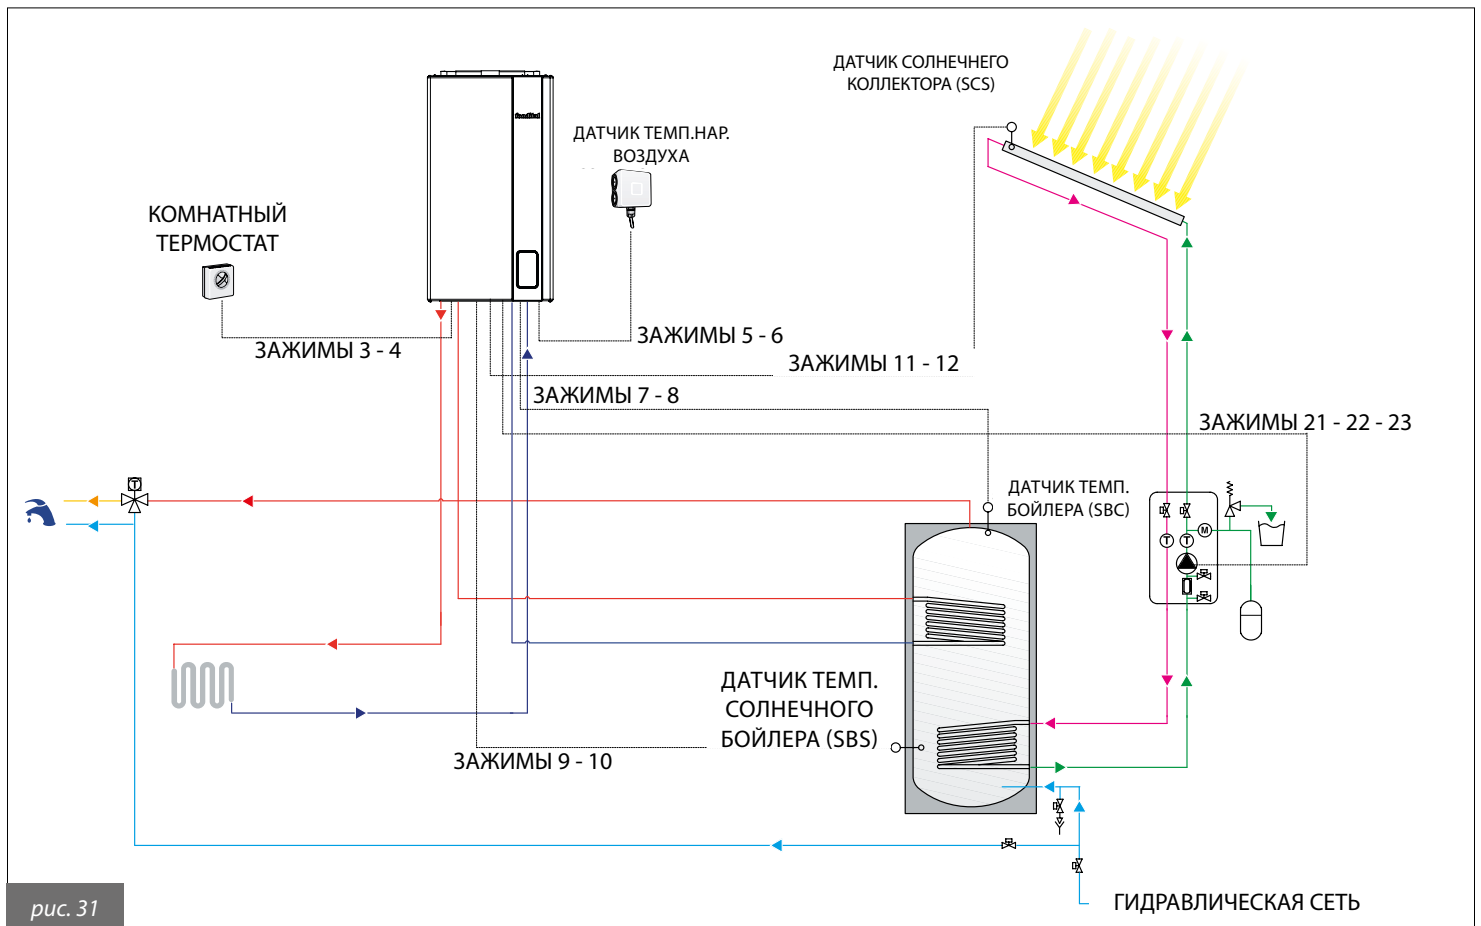 ДАТЧИК СОЛНЕЧНЕГО
КОЛЛЕКТОРА (SCS)
fondital
ДАТЧИК ТЕМП.НАР.
ВОЗДУХА
КОМНАТНЫЙ
ТЕРМОСТАТ
ЗАЖИМЫ 3 - 4
ЗАЖИМЫ 5 - 6
ЗАЖИМЫ 11 - 12
ЗАЖИМЫ 7 - 8
ЗАЖИМЫ 21 - 22 - 23
T
ДАТЧИК ТЕМП.
БОЙЛЕРА (SBC)
M
T
T
ДАТЧИК ТЕМП.
СОЛНЕЧНОГО
БОЙЛЕРА (SBS)
ЗАЖИМЫ 9 - 10
ГИДРАВЛИЧЕСКАЯ СЕТЬ
рис. 31